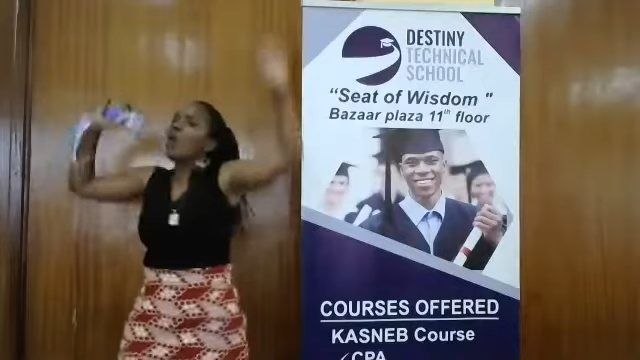 DESTINY
TECHNICAL
SCHOOL
"Seat of Wisdom "
Bazaar plaza 11th floor
COURSES OFFERED
KASNEB Course
✓CPA